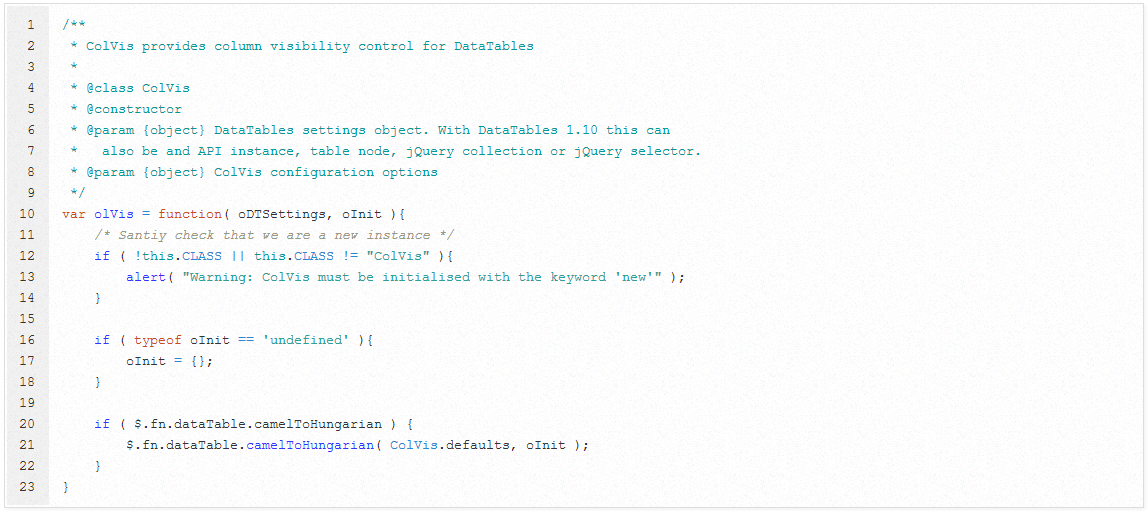 1 /**
2  * ColVis provides column visibility control for DataTables
3  *
4  * @class ColVis
5  * @constructor
6  * @param {object} DataTables settings object. With DataTables 1.10 this can
7  *   also be and API instance, table node, jQuery collection or jQuery selector.
8  * @param {object} ColVis configuration options
9  */
10 var olVis = function( oDTSettings, oInit ){
11     /* Santiy check that we are a new instance */
12     if ( !this.CLASS || this.CLASS != "ColVis" ){
13         alert( "Warning: ColVis must be initialised with the keyword 'new'" );
14     }
15
16     if ( typeof oInit == 'undefined' ){
17         oInit = {};
18     }
19
20     if ( $.fn.dataTable.camelToHungarian ) {
21         $.fn.dataTable.camelToHungarian( ColVis.defaults, oInit );
22     }
23 }